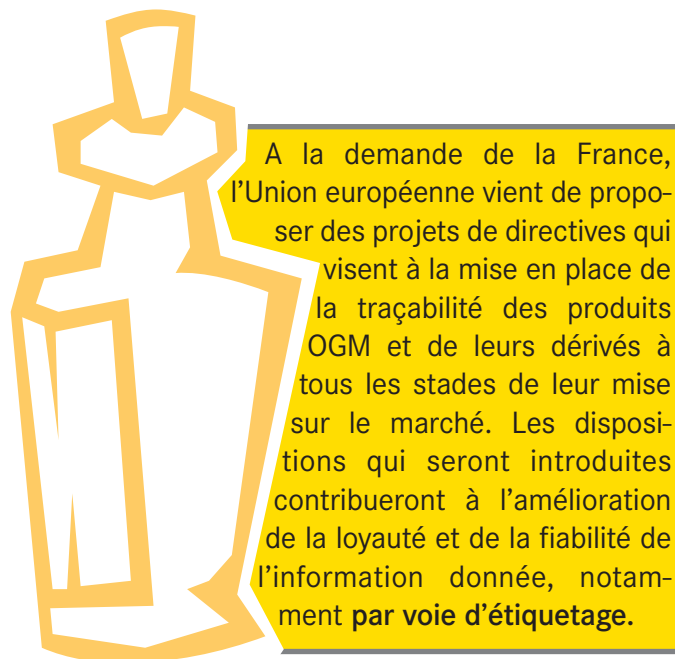 A la demande de la France,
l'Union européenne vient de propo-
ser des projets de directives qui
visent à la mise en place de
la traçabilité des produits
OGM et de leurs dérivés à
tous les stades de leur mise
sur le marché. Les disposi-
tions qui seront introduites
contribueront à l'amélioration
de la loyauté et de la fiabilité de
l'information donnée, notam-
ment par voie d'étiquetage.